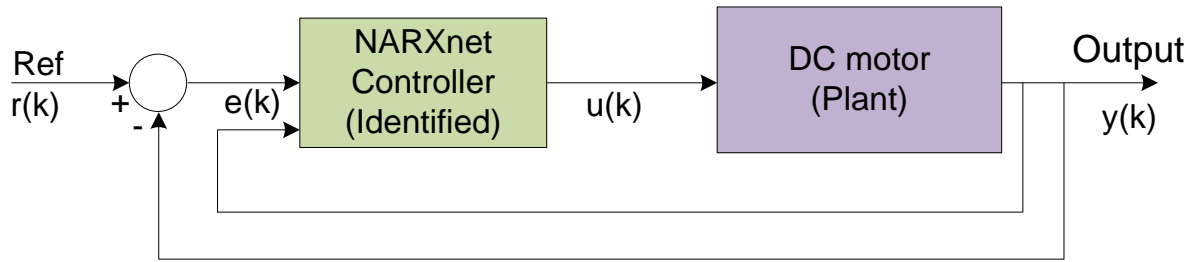 Ref
r(k)
+
-
e(k)
NARXnet
Controller
(Identified)
u(k)
DC motor
(Plant)
Output
y(k)